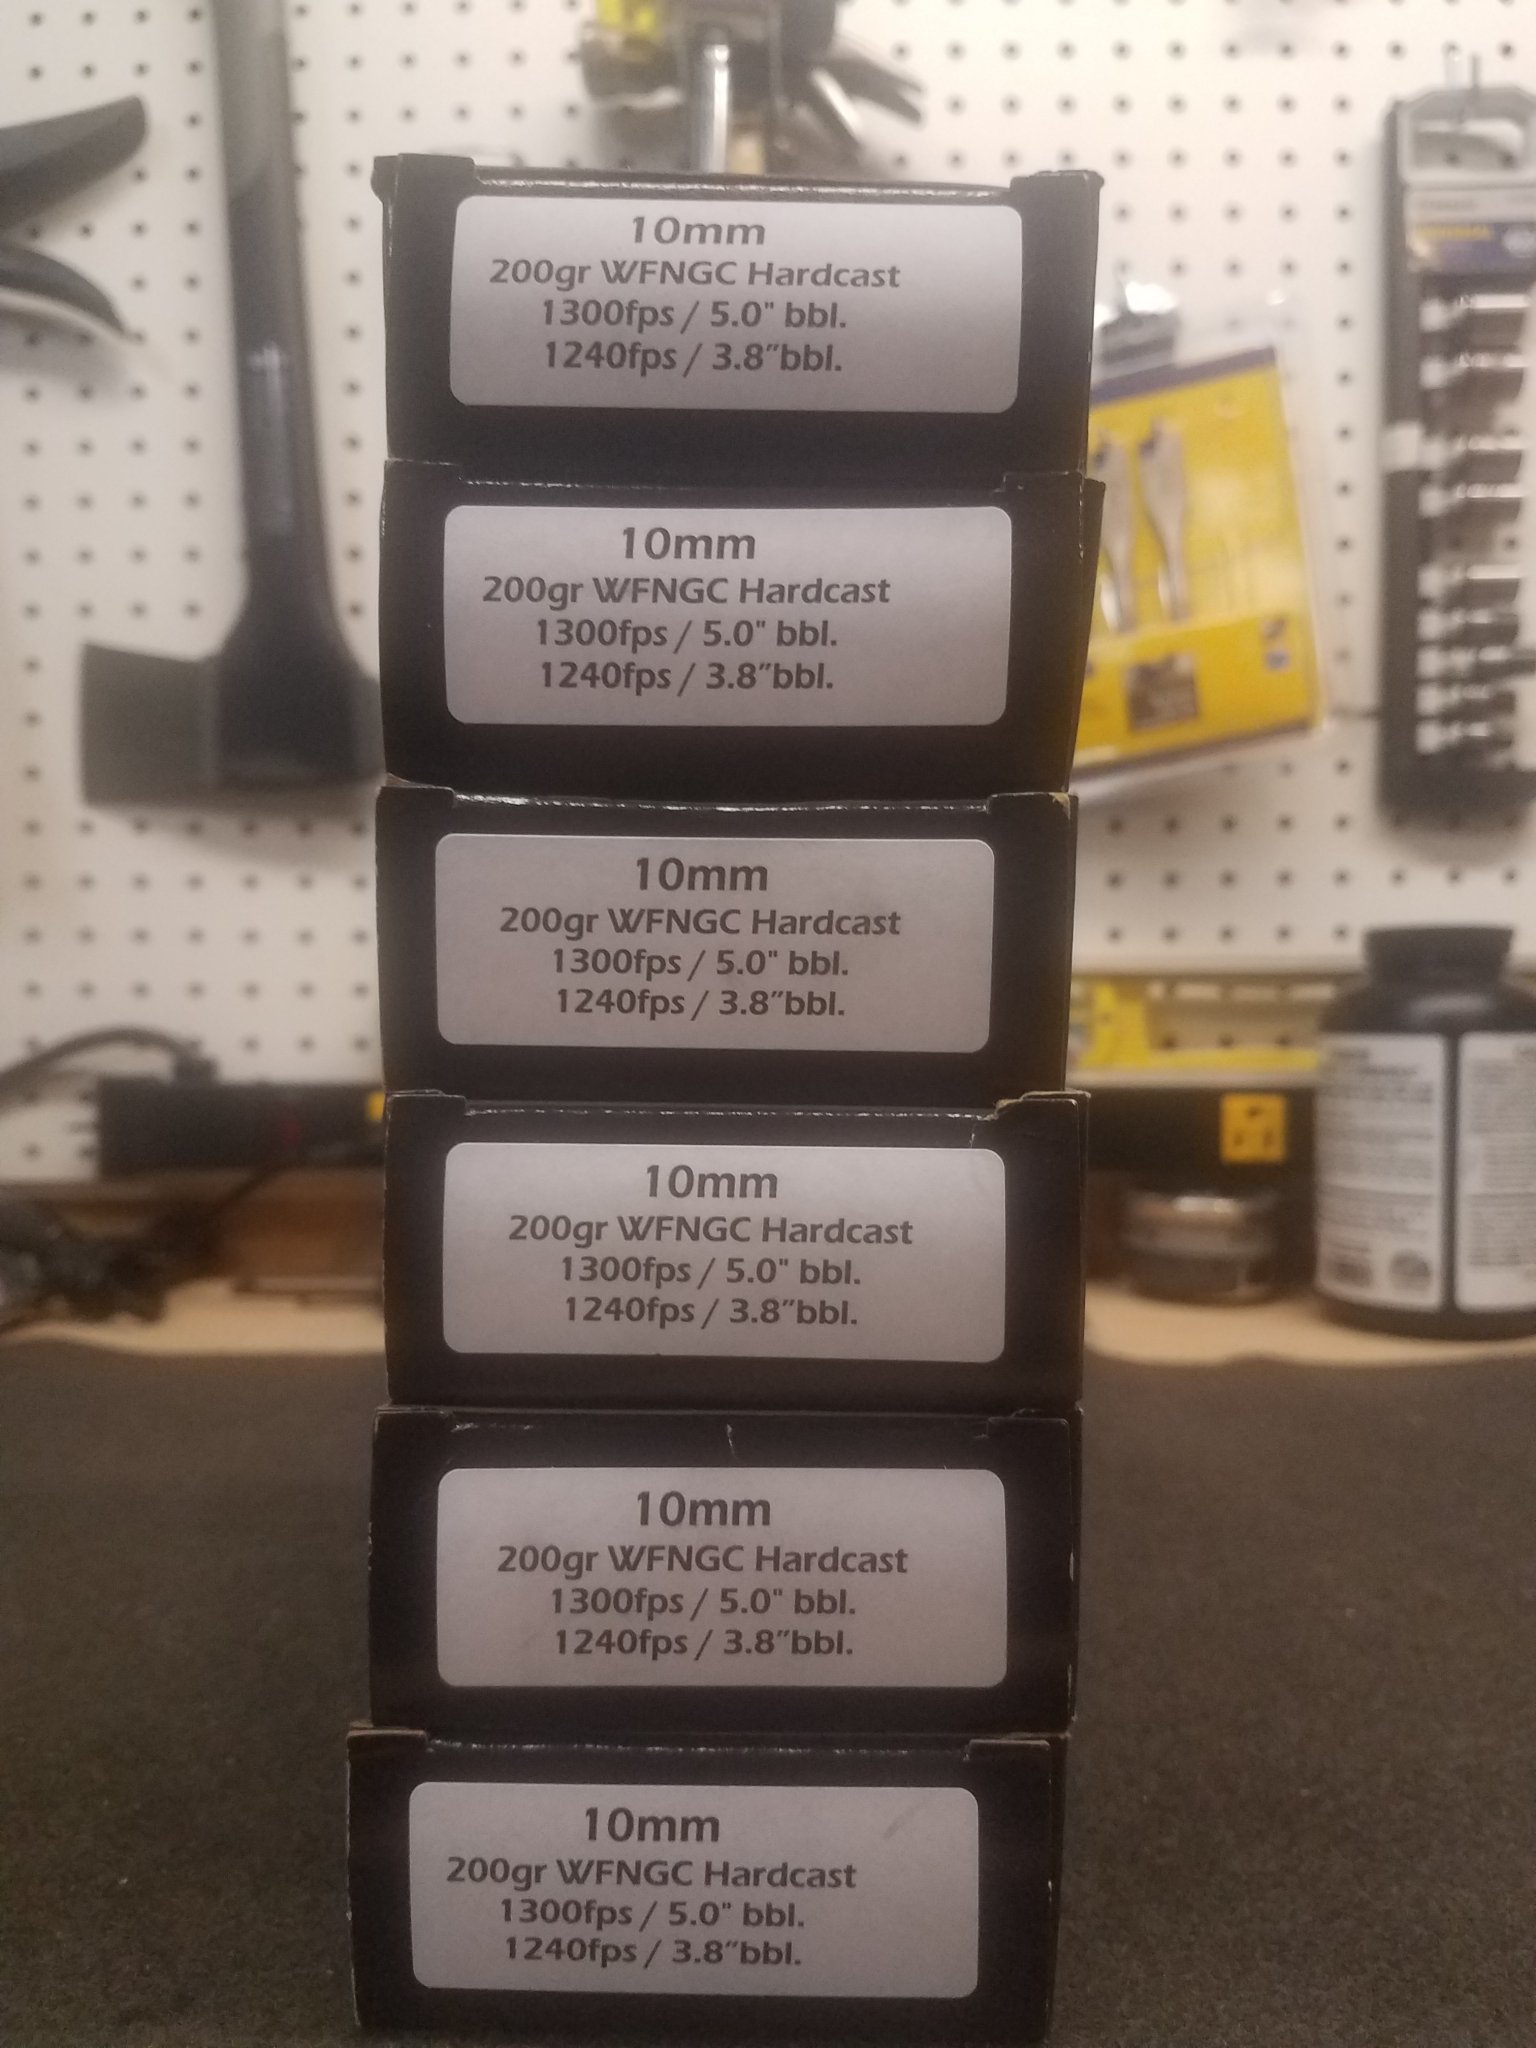 10mm
200gr WFNGC Hardcast
1300fps / 5.0" bbl.
1240fps / 3.8"bbl.
10mm
200gr WFNGC Hardcast
1300fps / 5.0" bbl.
1240fps / 3.8"bbl.
10mm
200gr WFNGC Hardcast
1300fps / 5.0" bbl.
1240fps / 3.8"bbl.
10mm
200gr WFNGC Hardcast
1300fps / 5.0" bbl.
1240fps / 3.8"bbl.
10mm
200gr WFNGC Hardcast
1300fps / 5.0" bbl.
1240fps / 3.8"bbl.
10mm
200gr WFNGC Hardcast
1300fps / 5.0" bbl.
1240fps / 3.8"bbl.